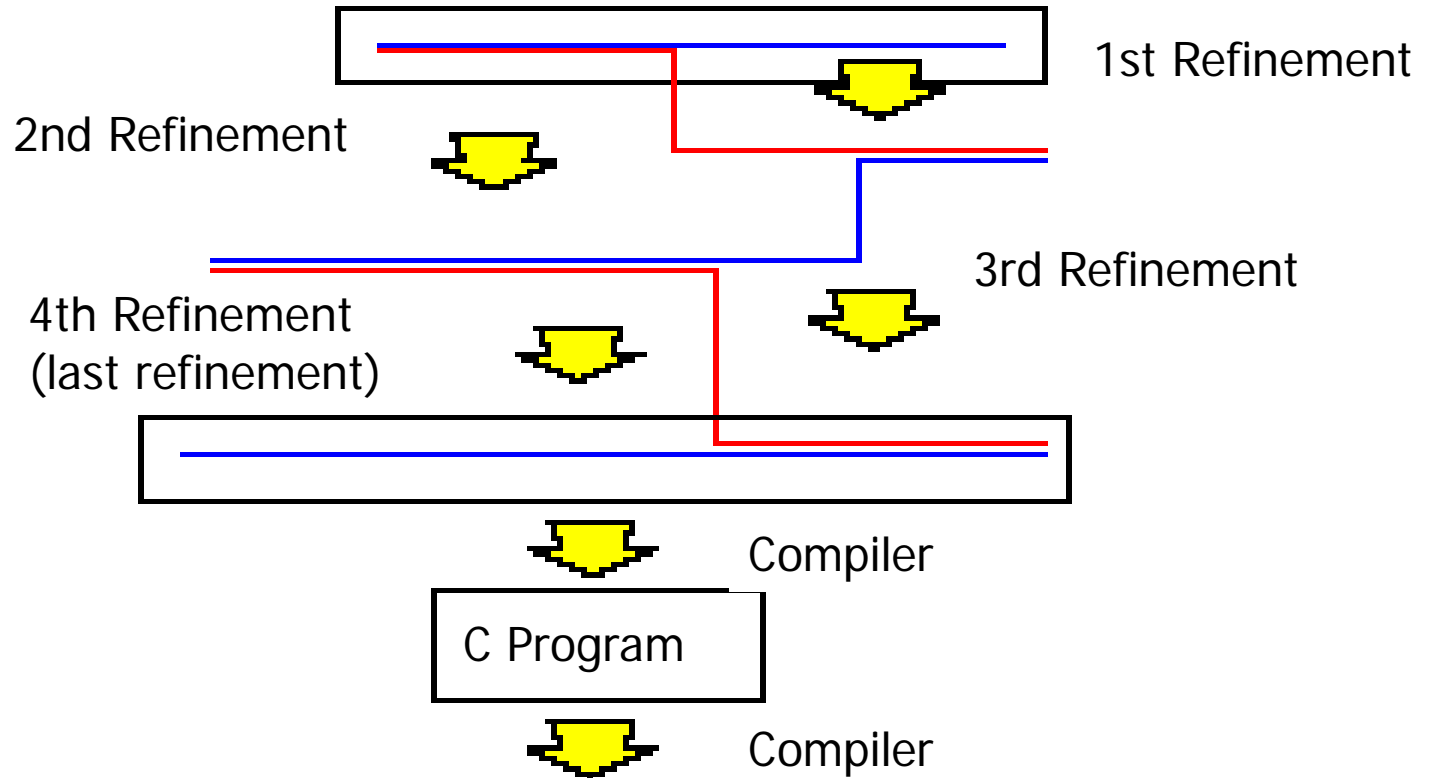 1st Refinement
2nd Refinement
3rd Refinement
4th Refinement
(last refinement)
Compiler
C Program
Compiler